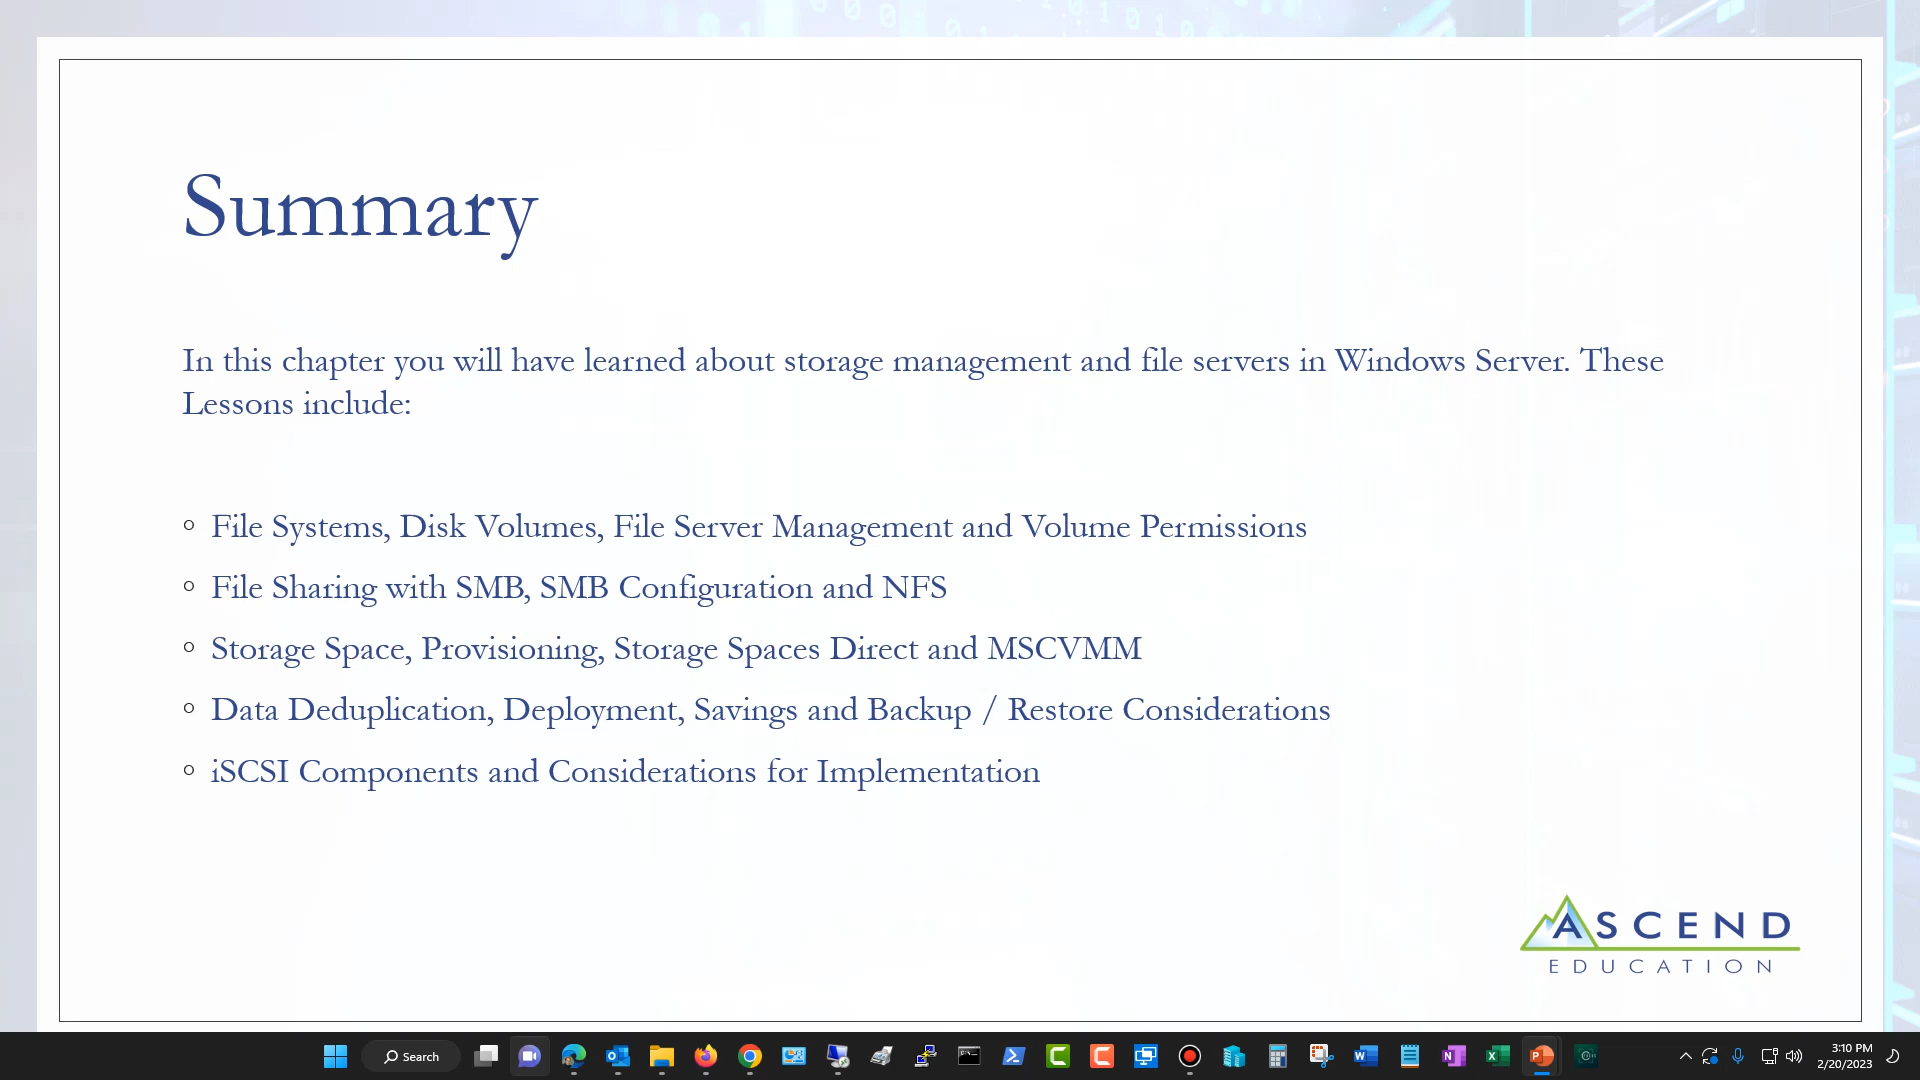 Summary
In this chapter you will have learned about storage management and file servers in Windows Server. These
Lessons include:
File Systems, Disk Volumes, File Server Management and Volume Permissions
File Sharing with SMB, SMB Configuration and NFS
Storage Space, Provisioning, Storage Spaces Direct and MSCVMM
Data Deduplication, Deployment, Savings and Backup / Restore Considerations
iSCSI Components and Considerations for Implementation
ASCEND
EDUCATION
Search
3:10 PM
2/20/2023